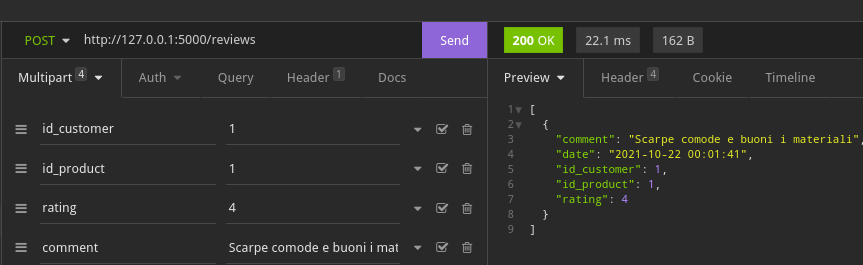 POST http://127.0.0.1:5000/reviews Send
Multipart 4 Auth Query Header 1 Docs
id_customer 1
id_product 1
rating 4
comment Scarpe comode e buoni i mat
200 OK 22.1 ms 162 B
Preview Header 4 Cookie Timeline
1 [
2 {
3 "comment": "Scarpe comode e buoni i materiali",
4 "date": "2021-10-22 00:01:41",
5 "id_customer": 1,
6 "id_product": 1,
7 "rating": 4
8 }
9 ]